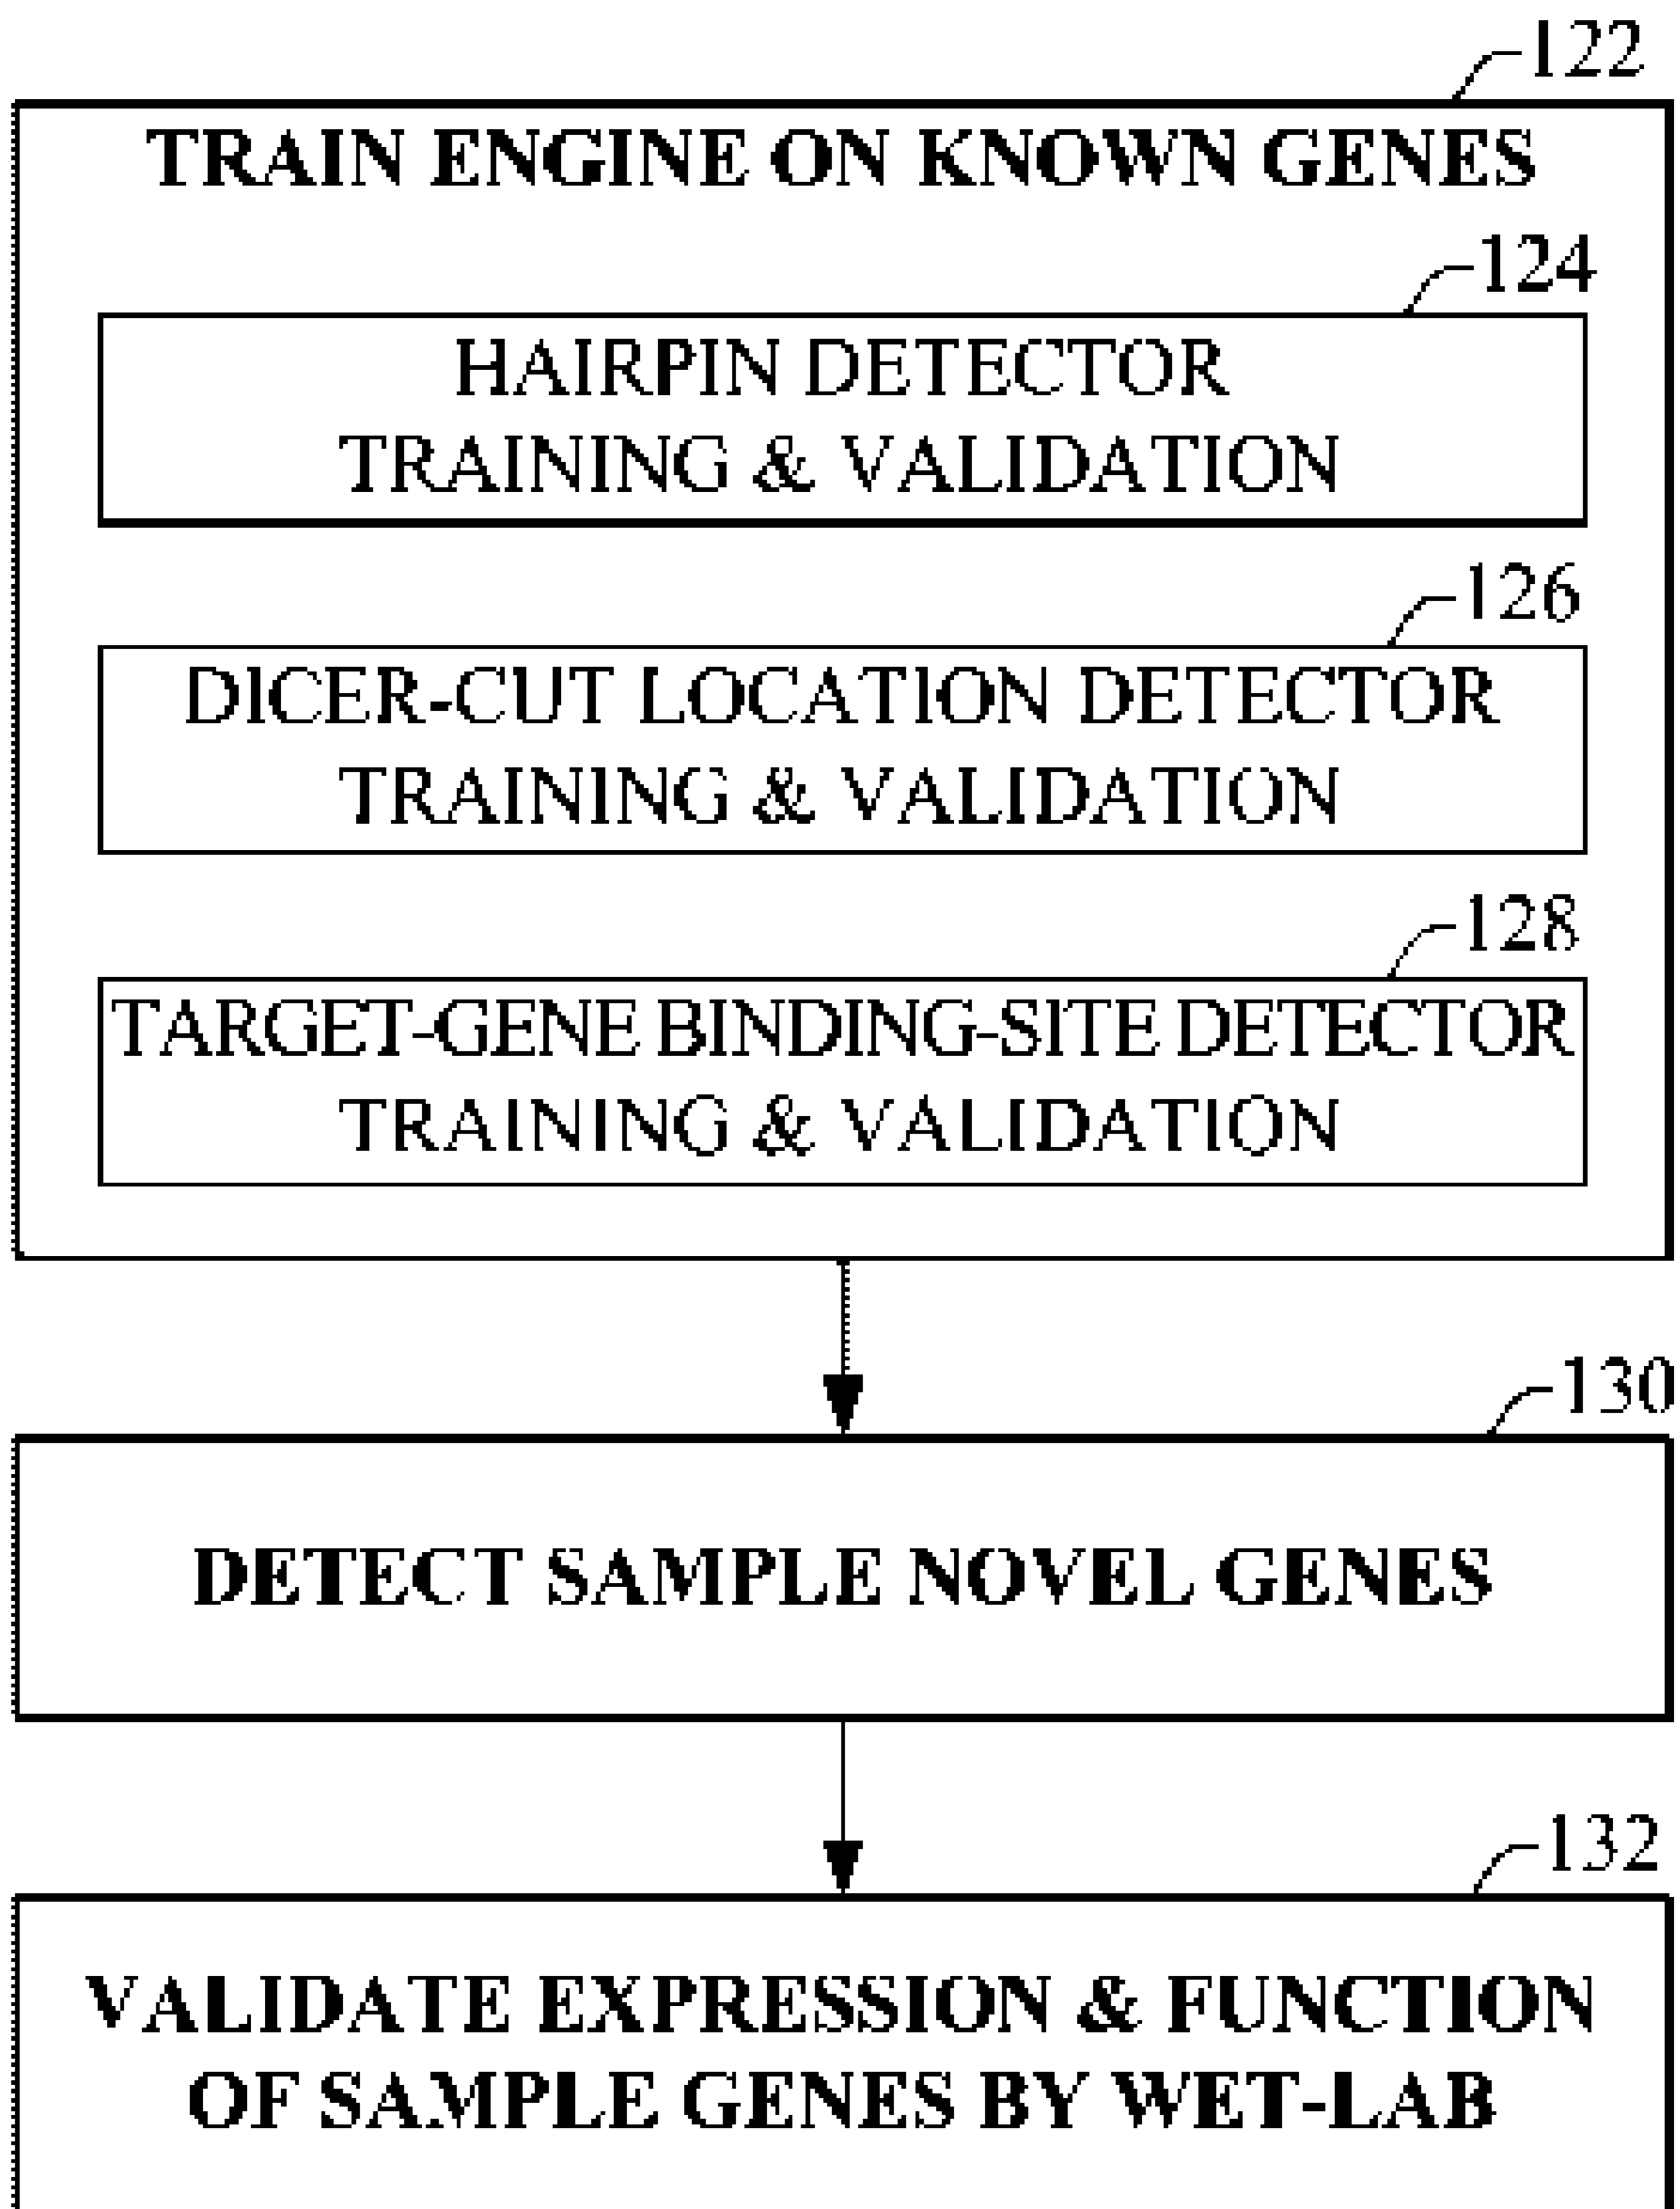 122
TRAIN ENGINE ON KNOWN GENES
124
HAIRPIN DETECTOR
TRAINING & VALIDATION
126
DICER-CUT LOCATION DETECTOR
TRAINING & VALIDATION
128
TARGET-GENE BINDING-SITE DETECTOR
TRAINING & VALIDATION
130
DETECT SAMPLE NOVEL GENES
132
VALIDATE EXPRESSION & FUNCTION
OF SAMPLE GENES BY WET-LAB